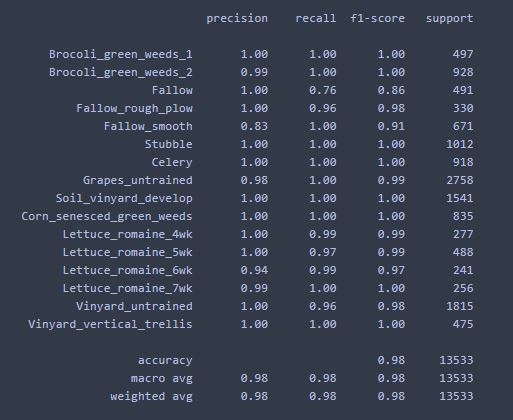 precision recall f1-score support
Brocoli_green_weeds_1 1.00 1.00 1.00 497
Brocoli_green_weeds_2 0.99 1.00 1.00 928
Fallow 1.00 0.76 0.86 491
Fallow_rough_plow 1.00 0.96 0.98 330
Fallow_smooth 0.83 1.00 0.91 671
Stubble 1.00 1.00 1.00 1012
Celery 1.00 1.00 1.00 918
Grapes_untrained 0.98 1.00 0.99 2758
Soil_vinyard_develop 1.00 1.00 1.00 1541
Corn_senesced_green_weeds 1.00 1.00 1.00 835
Lettuce_romaine_4wk 1.00 0.99 0.99 277
Lettuce_romaine_5wk 1.00 0.97 0.99 488
Lettuce_romaine_6wk 0.94 0.99 0.97 241
Lettuce_romaine_7wk 0.99 1.00 1.00 256
Vinyard_untrained 1.00 0.96 0.98 1815
Vinyard_vertical_trellis 1.00 1.00 1.00 475
accuracy 0.98 13533
macro avg 0.98 0.98 0.98 13533
weighted avg 0.98 0.98 0.98 13533